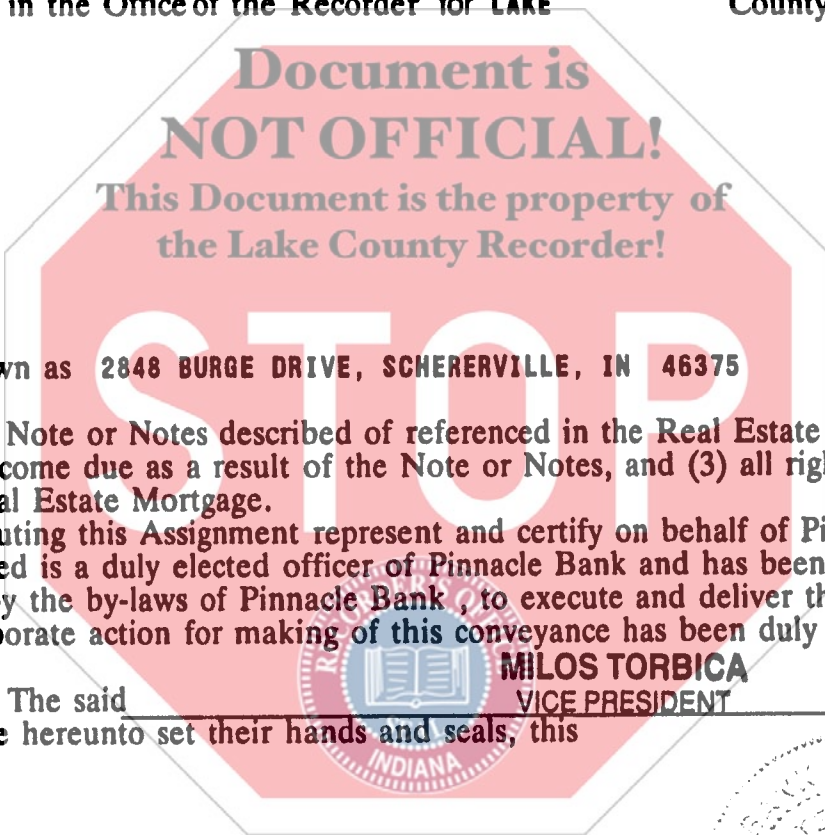 in the Office of the Recorder for LAKE County
Document is
NOT OFFICIAL!
This Document is the property of
the Lake County Recorder!
STOP
wn as 2848 BURGE DRIVE, SCHERERVILLE, IN 46375
Note or Notes described of referenced in the Real Estate
come due as a result of the Note or Notes, and (3) all righ
al Estate Mortgage.
uting this Assignment represent and certify on behalf of Pi
ed is a duly elected officer of Pinnacle Bank and has been
y the by-laws of Pinnacle Bank , to execute and deliver th
porate action for making of this conveyance has been duly
MILOS TORBICA
The said VICE PRESIDENT
e hereunto set their hands and seals, this
RECORDER'S OFFICE
SEAL
INDIANA